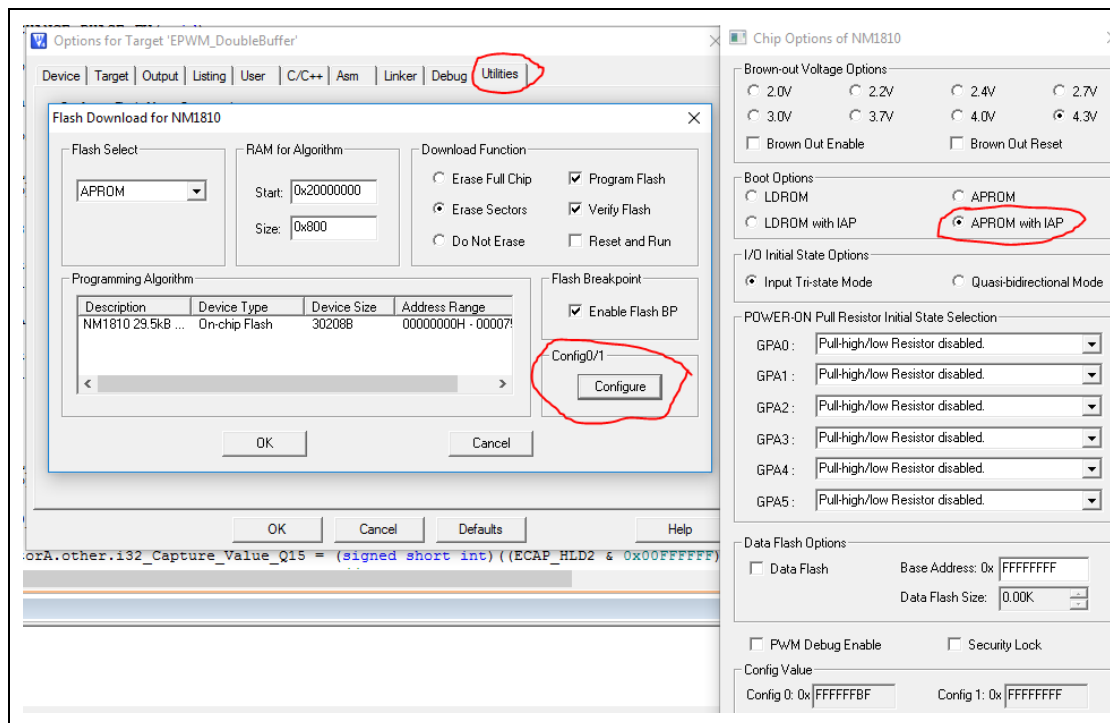 Options for Target 'EPWM_DoubleBuffer'
Device Target Output Listing User C/C++ Asm Linker Debug Utilities
Flash Download for NM1810
Flash Select
APROM
RAM for Algorithm
Start: 0x20000000
Size: 0x800
Download Function
Erase Full Chip Program Flash
Erase Sectors Verify Flash
Do Not Erase Reset and Run
Programming Algorithm
Description Device Type Device Size Address Range
NM1810 29.5kB ... On-chip Flash 30208B 00000000H - 00007
Flash Breakpoint
Enable Flash BP
Config0/1
Configure
OK Cancel
OK Cancel Defaults Help
orA.other.i32_Capture_Value_Q15 = (signed short int)((ECAP_HLD2 & 0x00FFFFFF)
Chip Options of NM1810
Brown-out Voltage Options
2.0V 2.2V 2.4V 2.7V
3.0V 3.7V 4.0V 4.3V
Brown Out Enable Brown Out Reset
Boot Options
LDROM APROM
LDROM with IAP APROM with IAP
I/O Initial State Options
Input Tri-state Mode Quasi-bidirectional Mode
POWER-ON Pull Resistor Initial State Selection
GPA0 : Pull-high/low Resistor disabled.
GPA1 : Pull-high/low Resistor disabled.
GPA2 : Pull-high/low Resistor disabled.
GPA3 : Pull-high/low Resistor disabled.
GPA4 : Pull-high/low Resistor disabled.
GPA5 : Pull-high/low Resistor disabled.
Data Flash Options
Data Flash Base Address: 0x FFFFFFFF
Data Flash Size: 0.00K
PWM Debug Enable Security Lock
Config Value
Config 0: 0x FFFFFFBF Config 1: 0x FFFFFFFF